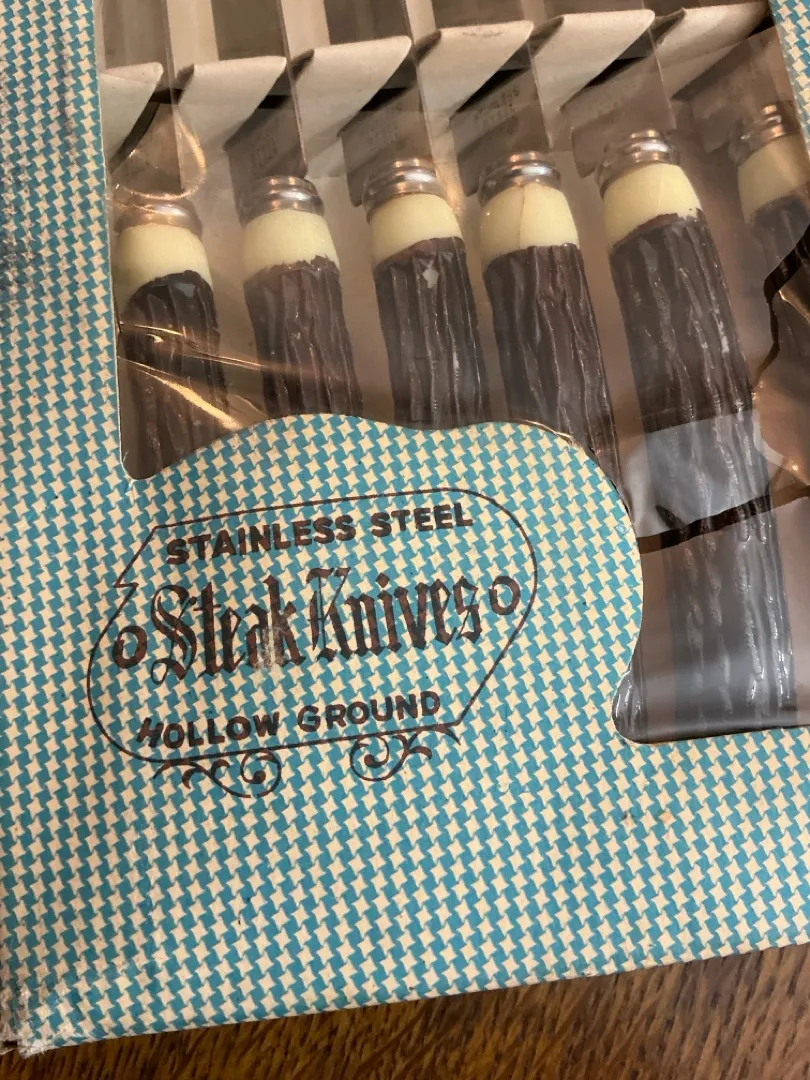 STAINLESS STEEL
Steak Knives
HOLLOW GROUND